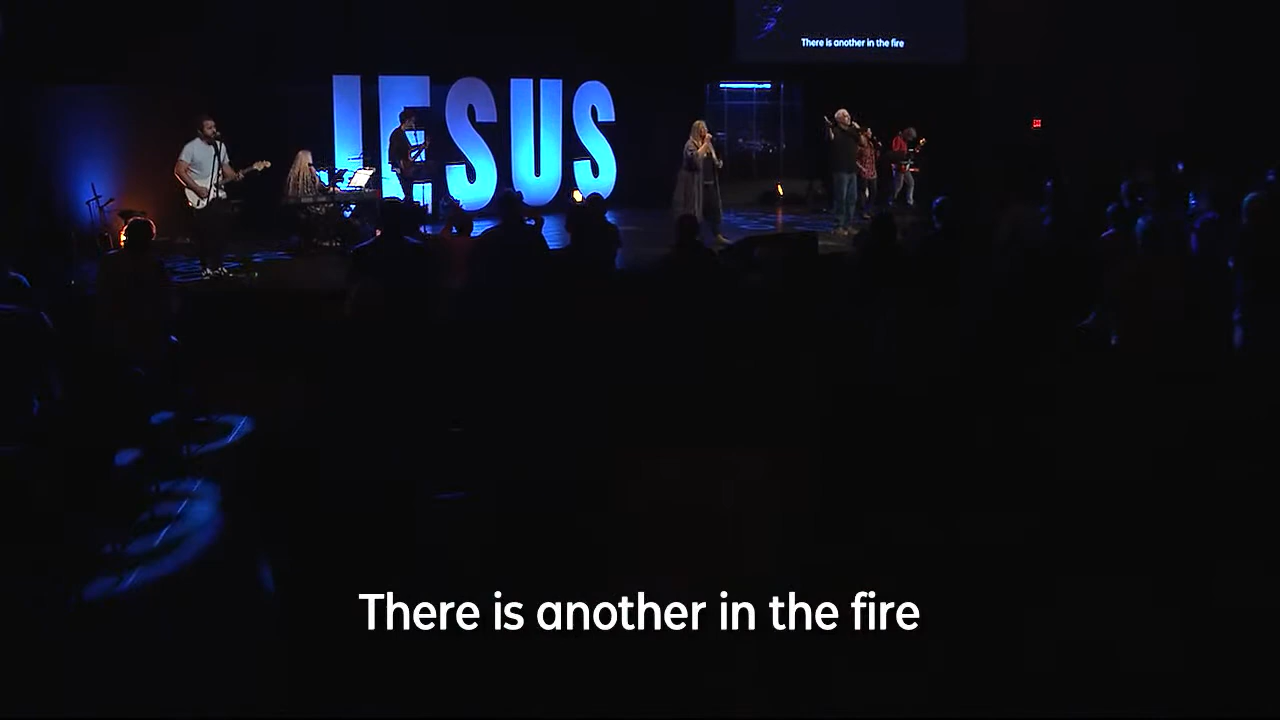 There is another in the fire
JESUS
There is another in the fire